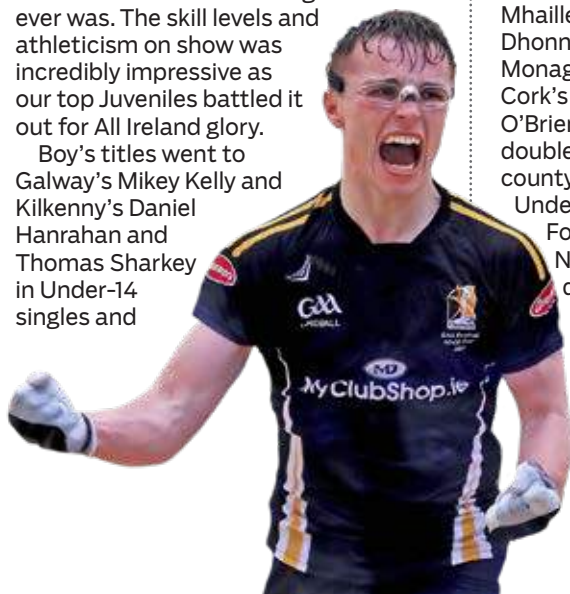 ever was. The skill levels and
athleticism on show was
incredibly impressive as
our top Juveniles battled it
out for All Ireland glory.
Boy's titles went to
Galway's Mikey Kelly and
Kilkenny's Daniel
Hanrahan and
Thomas Sharkey
in Under-14
singles and
Mhaille
Dhonn
Monag
Cork's
O'Brien
double
county
Unde
Fo
N
GAA
MyClubShop.ie